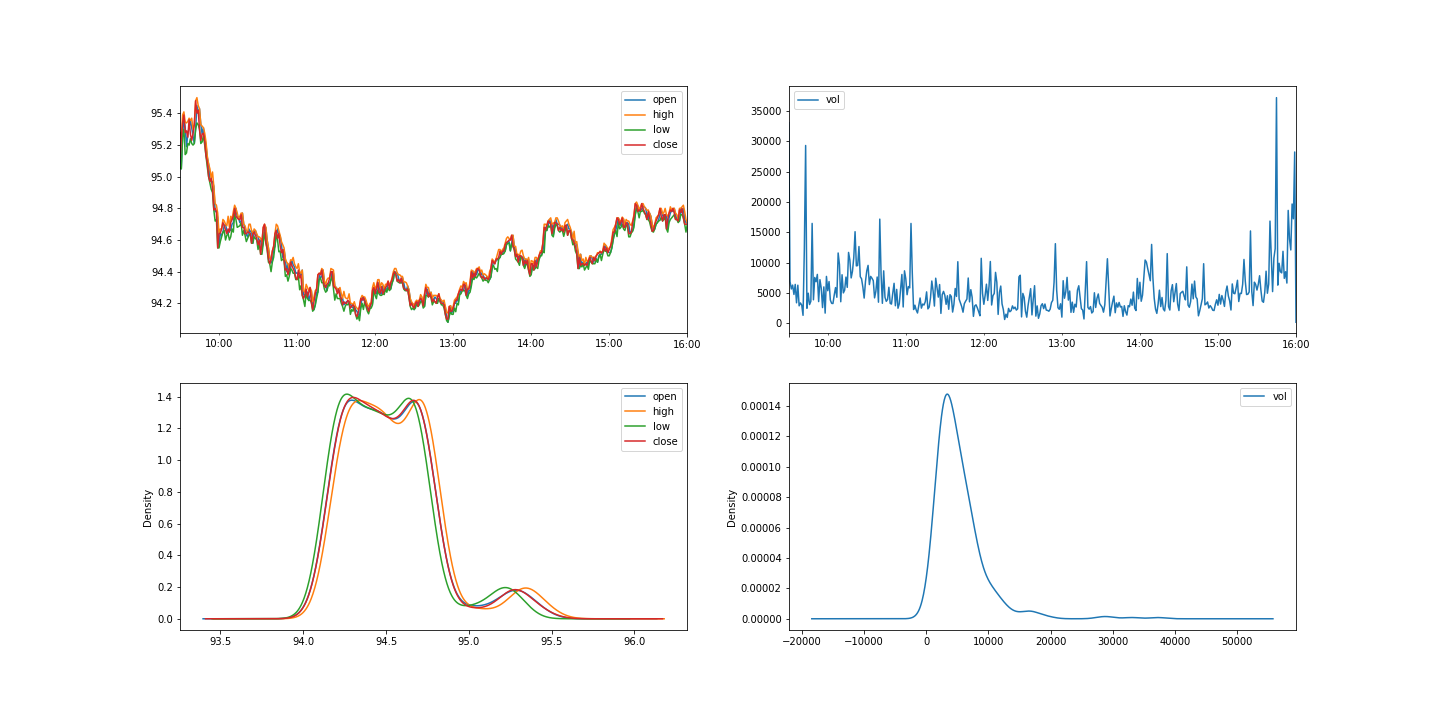 95.4
95.2
95.0
94.8
94.6
94.4
94.2
10:00 11:00 12:00 13:00 14:00 15:00 16:00
open
high
low
close
35000
30000
25000
20000
15000
10000
5000
0
10:00 11:00 12:00 13:00 14:00 15:00 16:00
vol
Density
1.4
1.2
1.0
0.8
0.6
0.4
0.2
0.0
93.5 94.0 94.5 95.0 95.5 96.0
open
high
low
close
Density
0.00014
0.00012
0.00010
0.00008
0.00006
0.00004
0.00002
0.00000
−20000 −10000 0 10000 20000 30000 40000 50000
vol